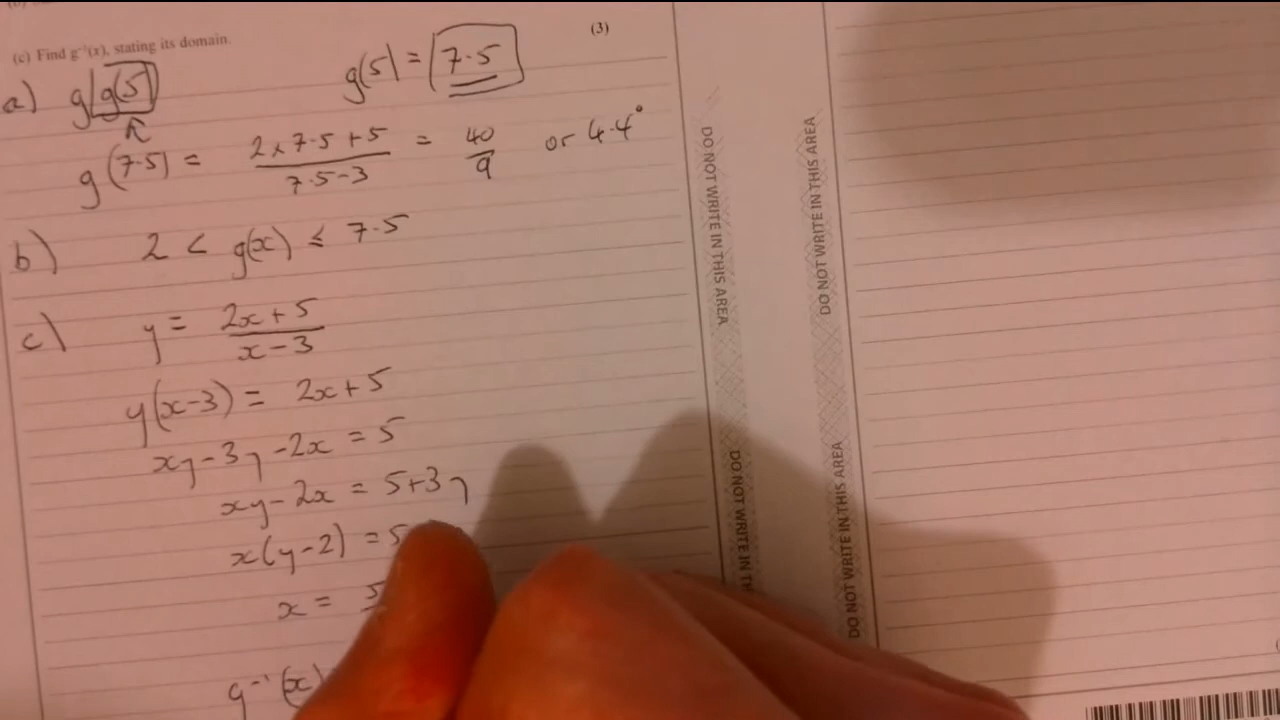 (c) Find g⁻¹(x), stating its domain.
(3)
a) g(g(5)) g(5) = 7.5
g(7.5) = 2×7.5+5 / 7.5-3 = 40/9 or 4.4°
b) 2 < g(x) ≤ 7.5
c) y = 2x+5 / x-3
y(x-3) = 2x+5
xy-3y-2x = 5
xy-2x = 5+3y
x(y-2) = 5
x = 5
g⁻¹(x)
DO NOT WRITE IN THIS AREA
DO NOT WRITE IN TH
DO NOT WRITE IN THIS AREA
DO NOT WRITE IN THIS AREA